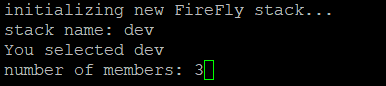 initializing new FireFly stack...
stack name: dev
You selected dev
number of members: 3